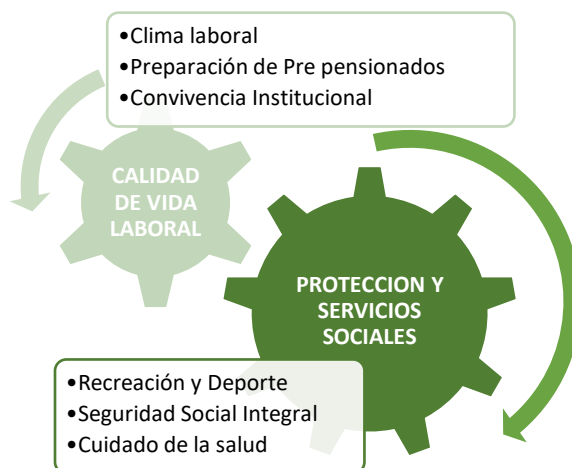 •Clima laboral
•Preparación de Pre pensionados
•Convivencia Institucional
CALIDAD
DE VIDA
LABORAL
PROTECCION Y
SERVICIOS
SOCIALES
•Recreación y Deporte
•Seguridad Social Integral
•Cuidado de la salud